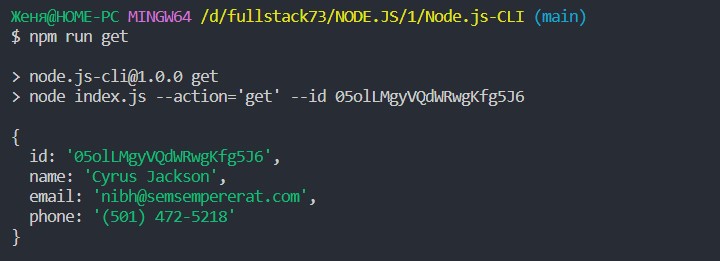 Женя@HOME-PC MINGW64 /d/fullstack73/NODE.JS/1/Node.js-CLI (main)
$ npm run get
> node.js-cli@1.0.0 get
> node index.js --action='get' --id 05olLMgyVQdWRwgKfg5J6
{
  id: '05olLMgyVQdWRwgKfg5J6',
  name: 'Cyrus Jackson',
  email: 'nibh@semsempererat.com',
  phone: '(501) 472-5218'
}